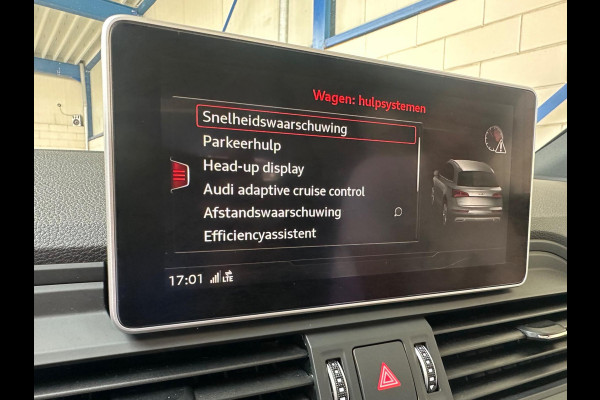 Wagen: hulpsystemen
Snelheidswaarschuwing
Parkeerhulp
Head-up display
Audi adaptive cruise control
Afstandswaarschuwing
Efficiencyassistent
17:01 LTE